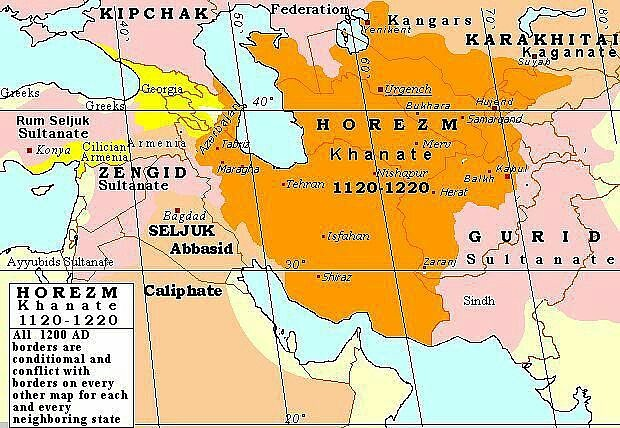 KIPCHAK
Federation
Kangars
Yenikent
KARAKHITAI
Kaganate
Suyab
50°
60°
70°
80°
Georgia
Greeks
Greeks
40°
Urgench
Bukhara
Hujand
Samargand
Rum Seljuk
Sultanate
Konya
Cilician
Armenia
Armenia
Azerbaijan
Tabriz
Maragha
HOREZM
Khanate
1120-1220
Merv
Nishapur
Tehran
Herat
Balkh
Kabul
ZENGID
Sultanate
Bagdad
SELJUK
Abbasid
Caliphate
Isfahan
Zaranj
Shiraz
GURID
Sultanate
Sindh
Ayyubids Sultanate
30°
20°
HOREZM
Khanate
1120-1220
All 1200 AD
borders are
conditional and
conflict with
borders on every
other map for each
and every
neighboring state